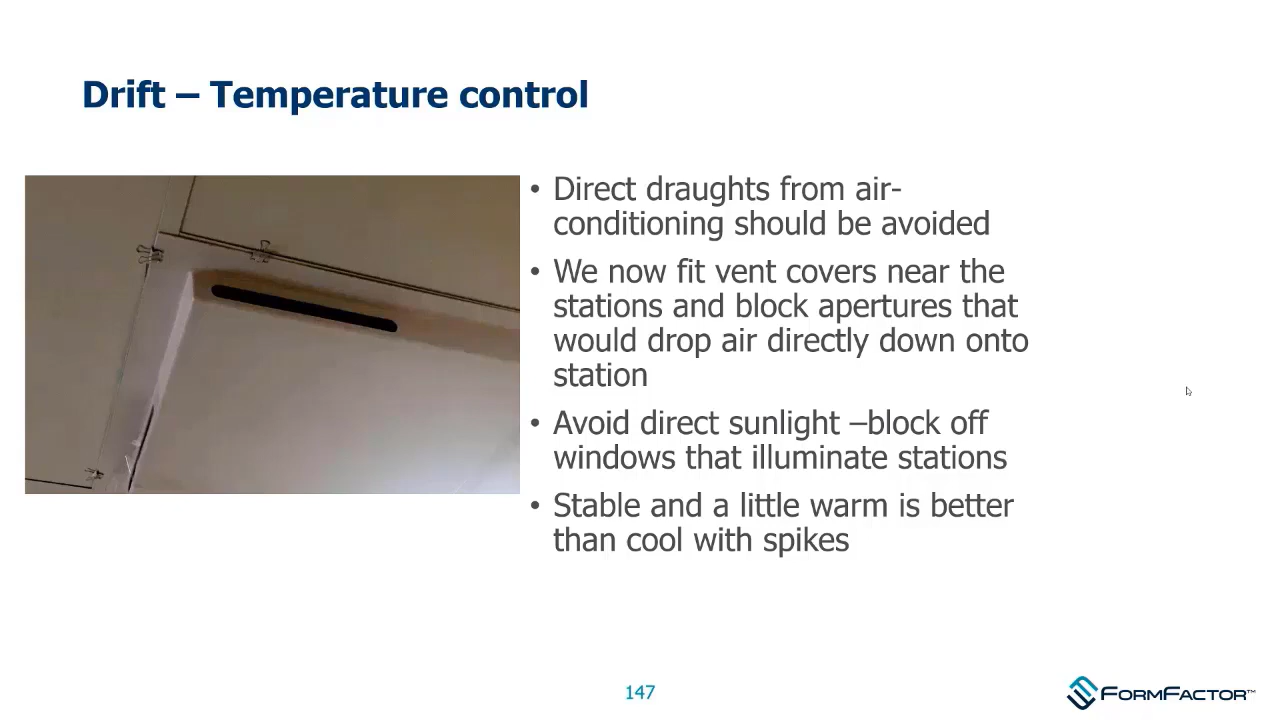 Drift – Temperature control
• Direct draughts from air-
conditioning should be avoided
• We now fit vent covers near the
stations and block apertures that
would drop air directly down onto
station
• Avoid direct sunlight –block off
windows that illuminate stations
• Stable and a little warm is better
than cool with spikes
147
FORMFACTOR™